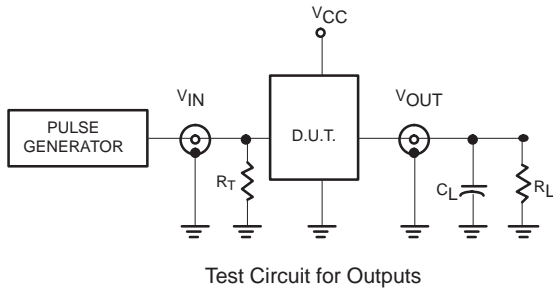 VCC
VIN
VOUT
PULSE
GENERATOR
D.U.T.
RT
CL
RL
Test Circuit for Outputs